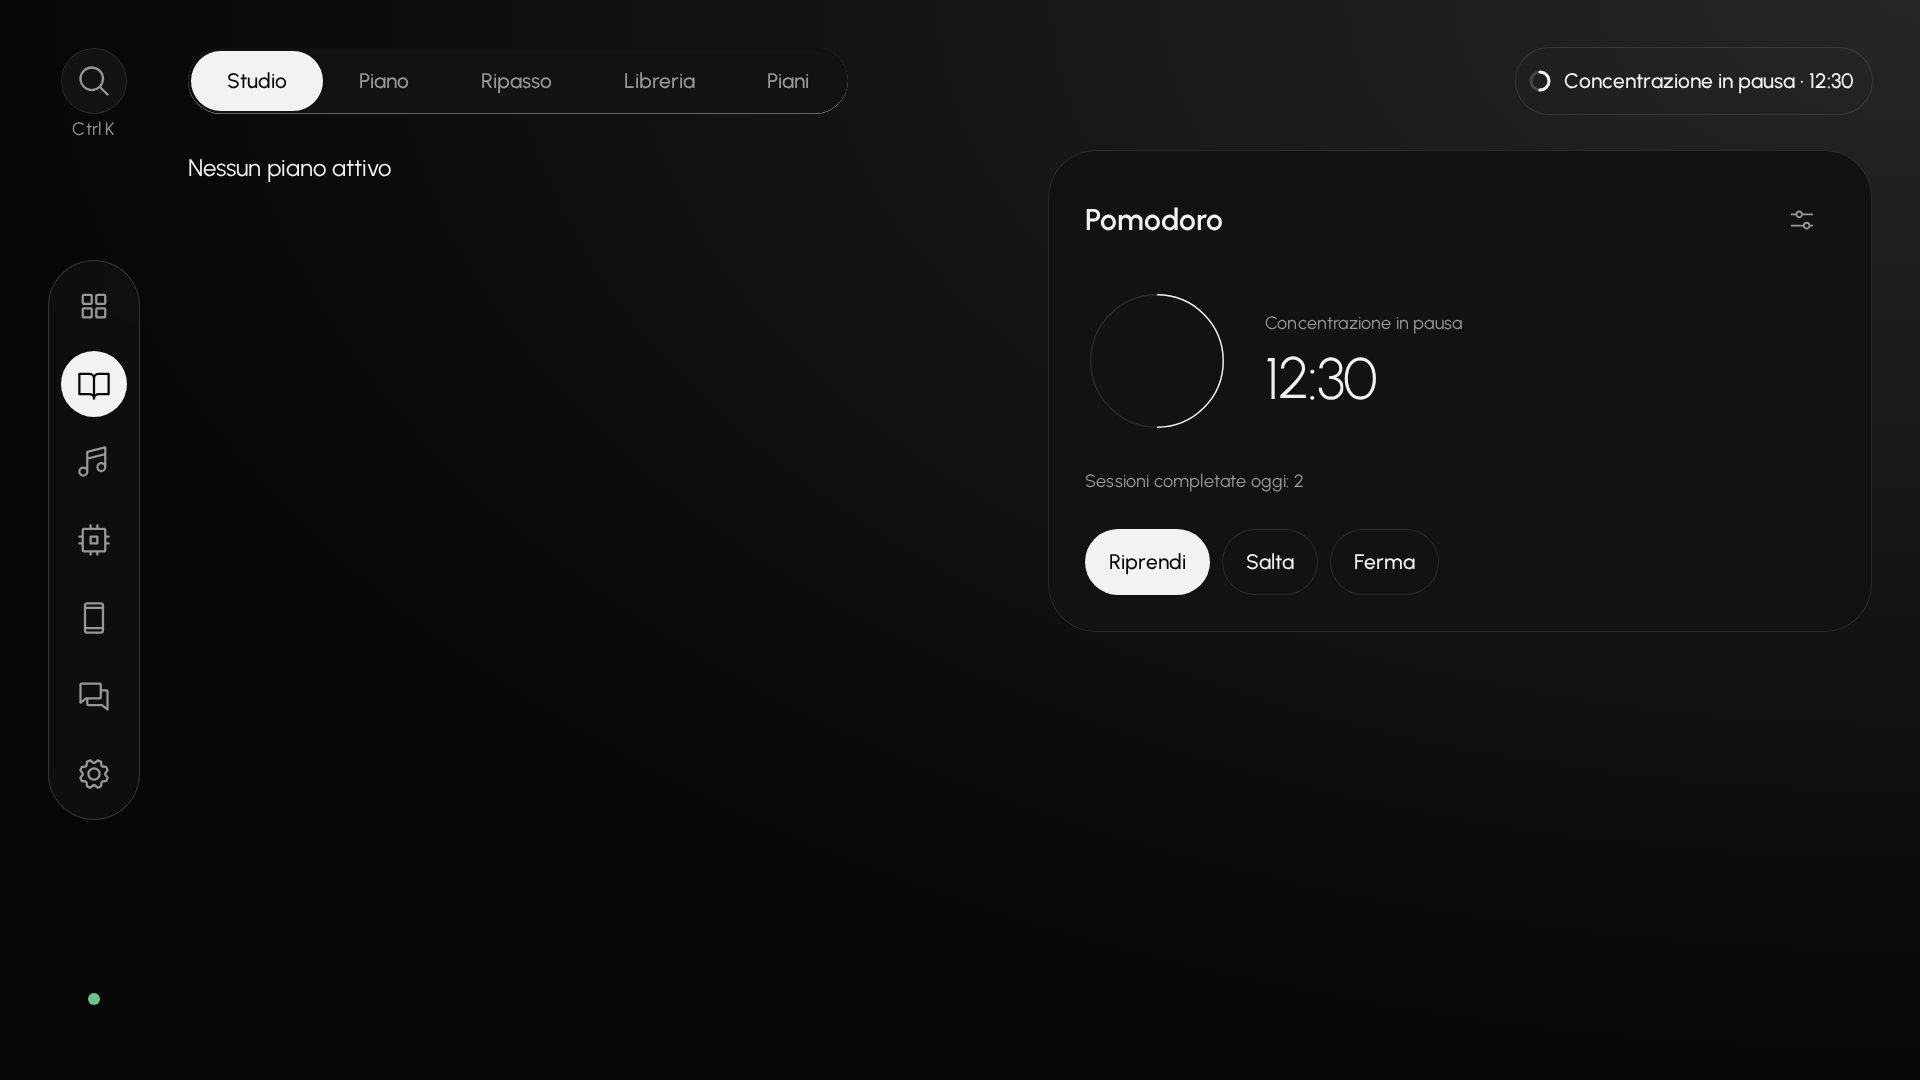 Studio
Piano
Ripasso
Libreria
Piani
Concentrazione in pausa · 12:30
Ctrl K
Nessun piano attivo
Pomodoro
Concentrazione in pausa
12:30
Sessioni completate oggi: 2
Riprendi
Salta
Ferma